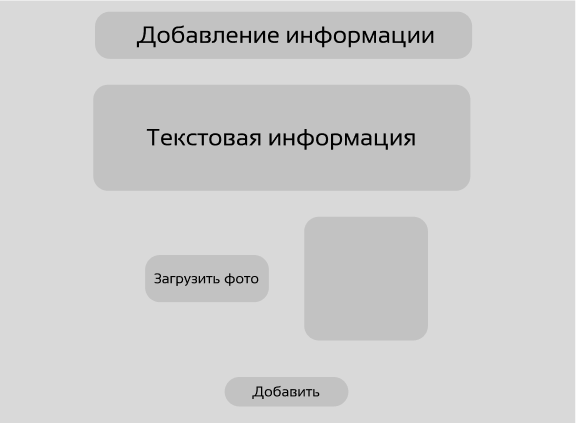 Добавление информации
Текстовая информация
Загрузить фото
Добавить